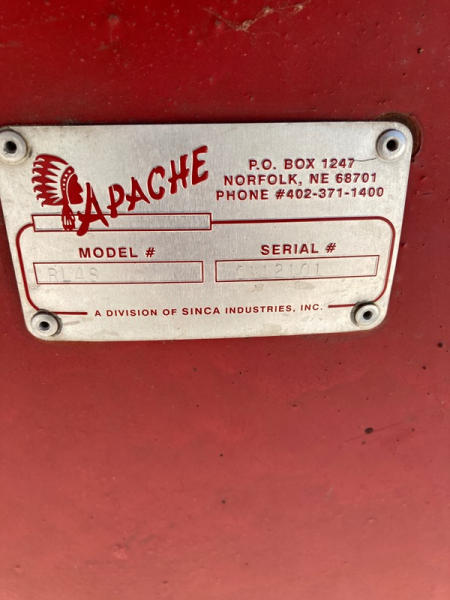 APACHE
P.O. BOX 1247
NORFOLK, NE 68701
PHONE #402-371-1400
MODEL #
SERIAL #
A DIVISION OF SINCA INDUSTRIES, INC.